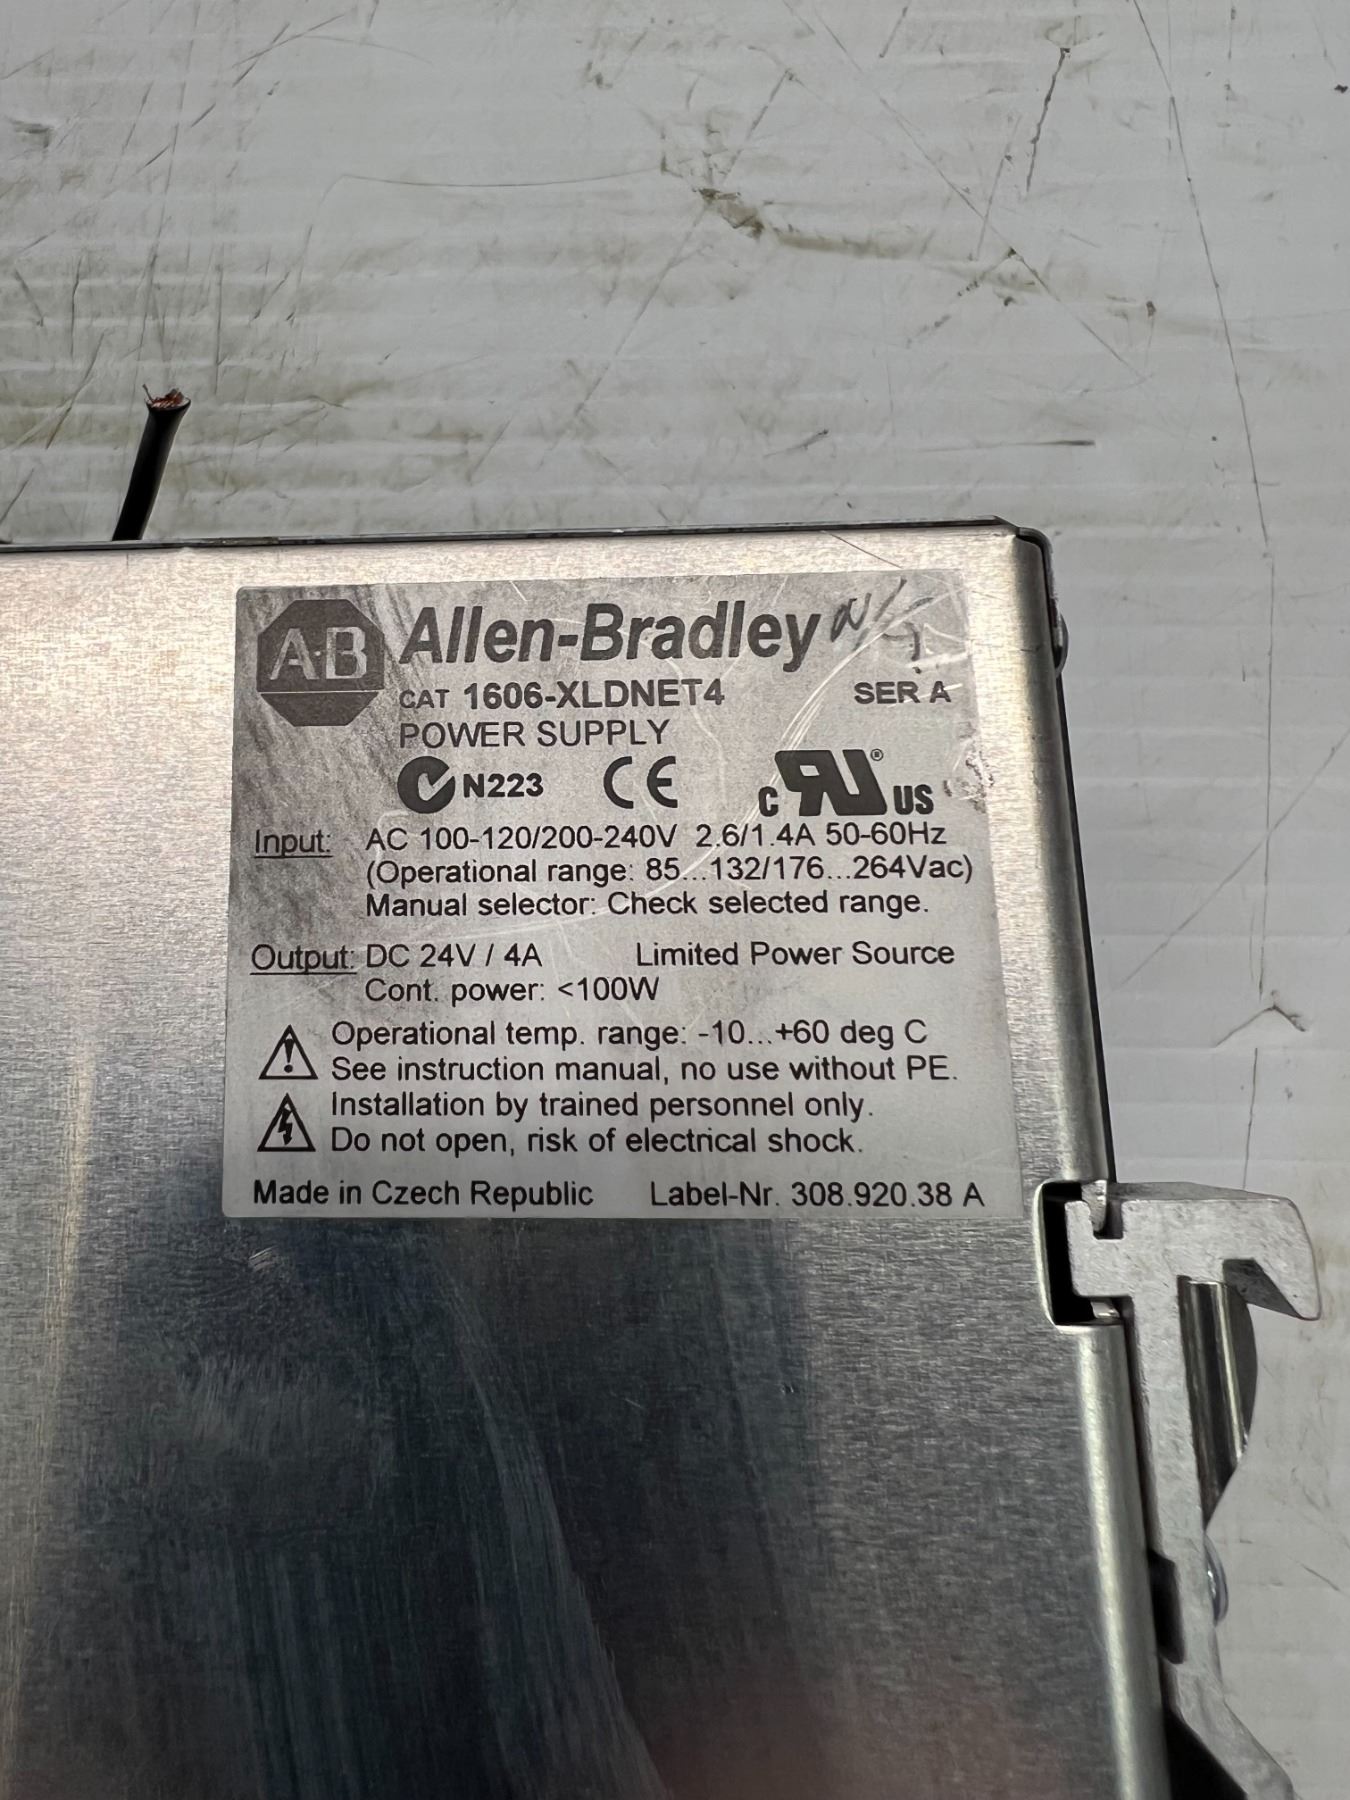 A·B Allen-Bradley
CAT 1606-XLDNET4 SER A
POWER SUPPLY
N223 CE c RU ® US
Input: AC 100-120/200-240V 2.6/1.4A 50-60Hz
(Operational range: 85...132/176...264Vac)
Manual selector: Check selected range.
Output: DC 24V / 4A Limited Power Source
Cont. power: <100W
Operational temp. range: -10...+60 deg C
See instruction manual, no use without PE.
Installation by trained personnel only.
Do not open, risk of electrical shock.
Made in Czech Republic Label-Nr. 308.920.38 A